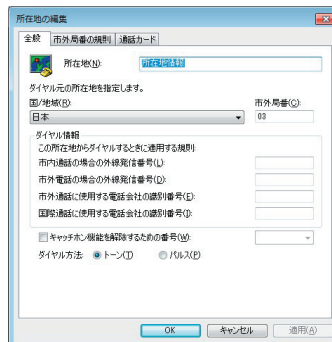 所在地の編集
全般 市外局番の規則 通話カード
所在地(N): 所在地情報
ダイヤル元の所在地を指定します。
国/地域(R): 市外局番(C):
日本 03
ダイヤル情報
この所在地からダイヤルするときに適用する規則:
市内通話の場合の外線発信番号(L):
市外電話の場合の外線発信番号(D):
市外通話に使用する電話会社の識別番号(E):
国際通話に使用する電話会社の識別番号(I):
キャッチホン機能を解除するための番号(W):
ダイヤル方法: トーン(T) パルス(P)
OK キャンセル 適用(A)